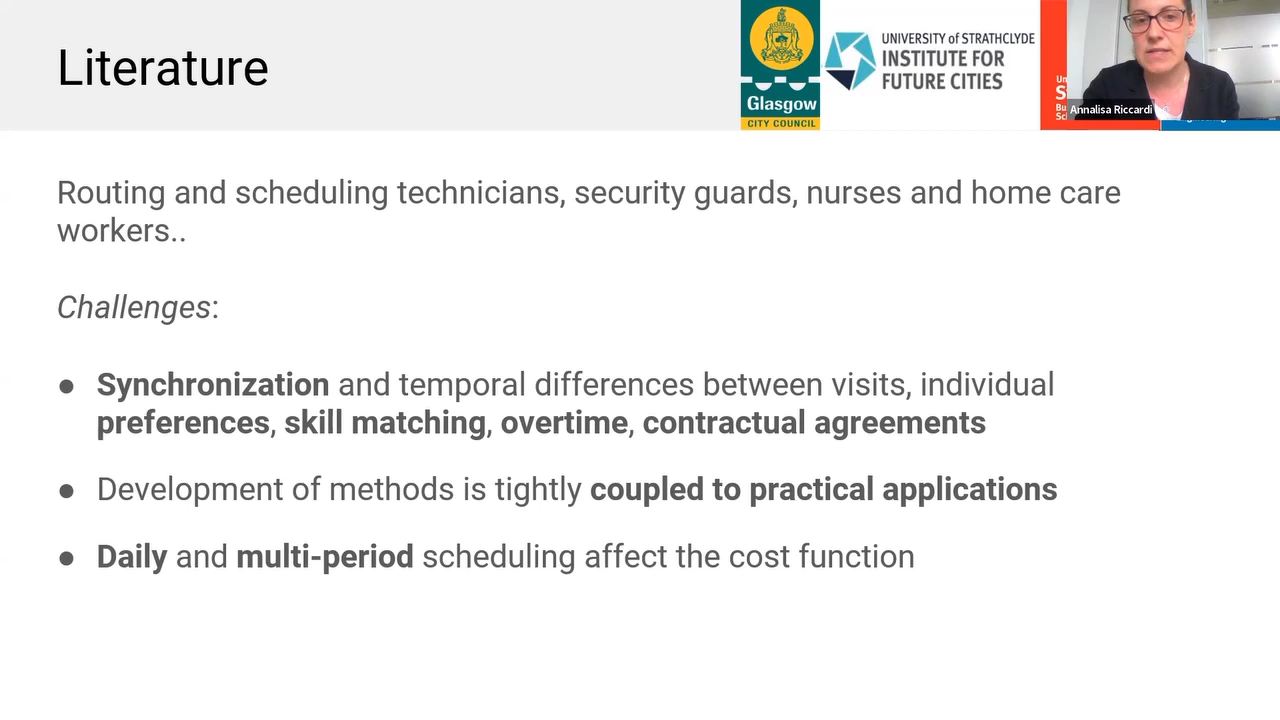 Literature
Glasgow
CITY COUNCIL
UNIVERSITY of STRATHCLYDE
INSTITUTE FOR
FUTURE CITIES
Annalisa Riccardi
Routing and scheduling technicians, security guards, nurses and home care
workers..
Challenges:
● Synchronization and temporal differences between visits, individual
preferences, skill matching, overtime, contractual agreements
● Development of methods is tightly coupled to practical applications
● Daily and multi-period scheduling affect the cost function